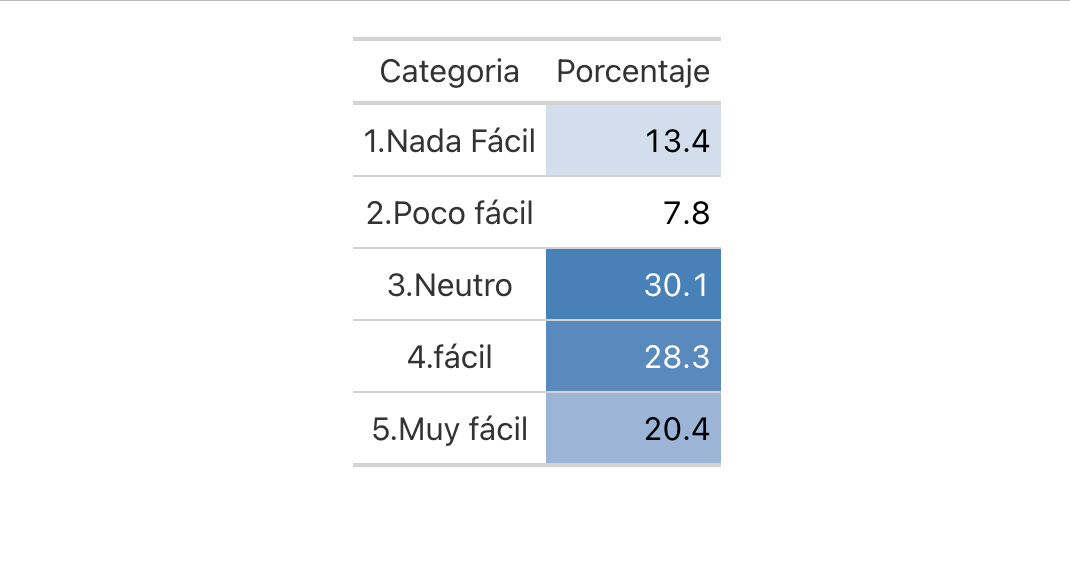 Categoria Porcentaje
1.Nada Fácil 13.4
2.Poco fácil 7.8
3.Neutro 30.1
4.fácil 28.3
5.Muy fácil 20.4